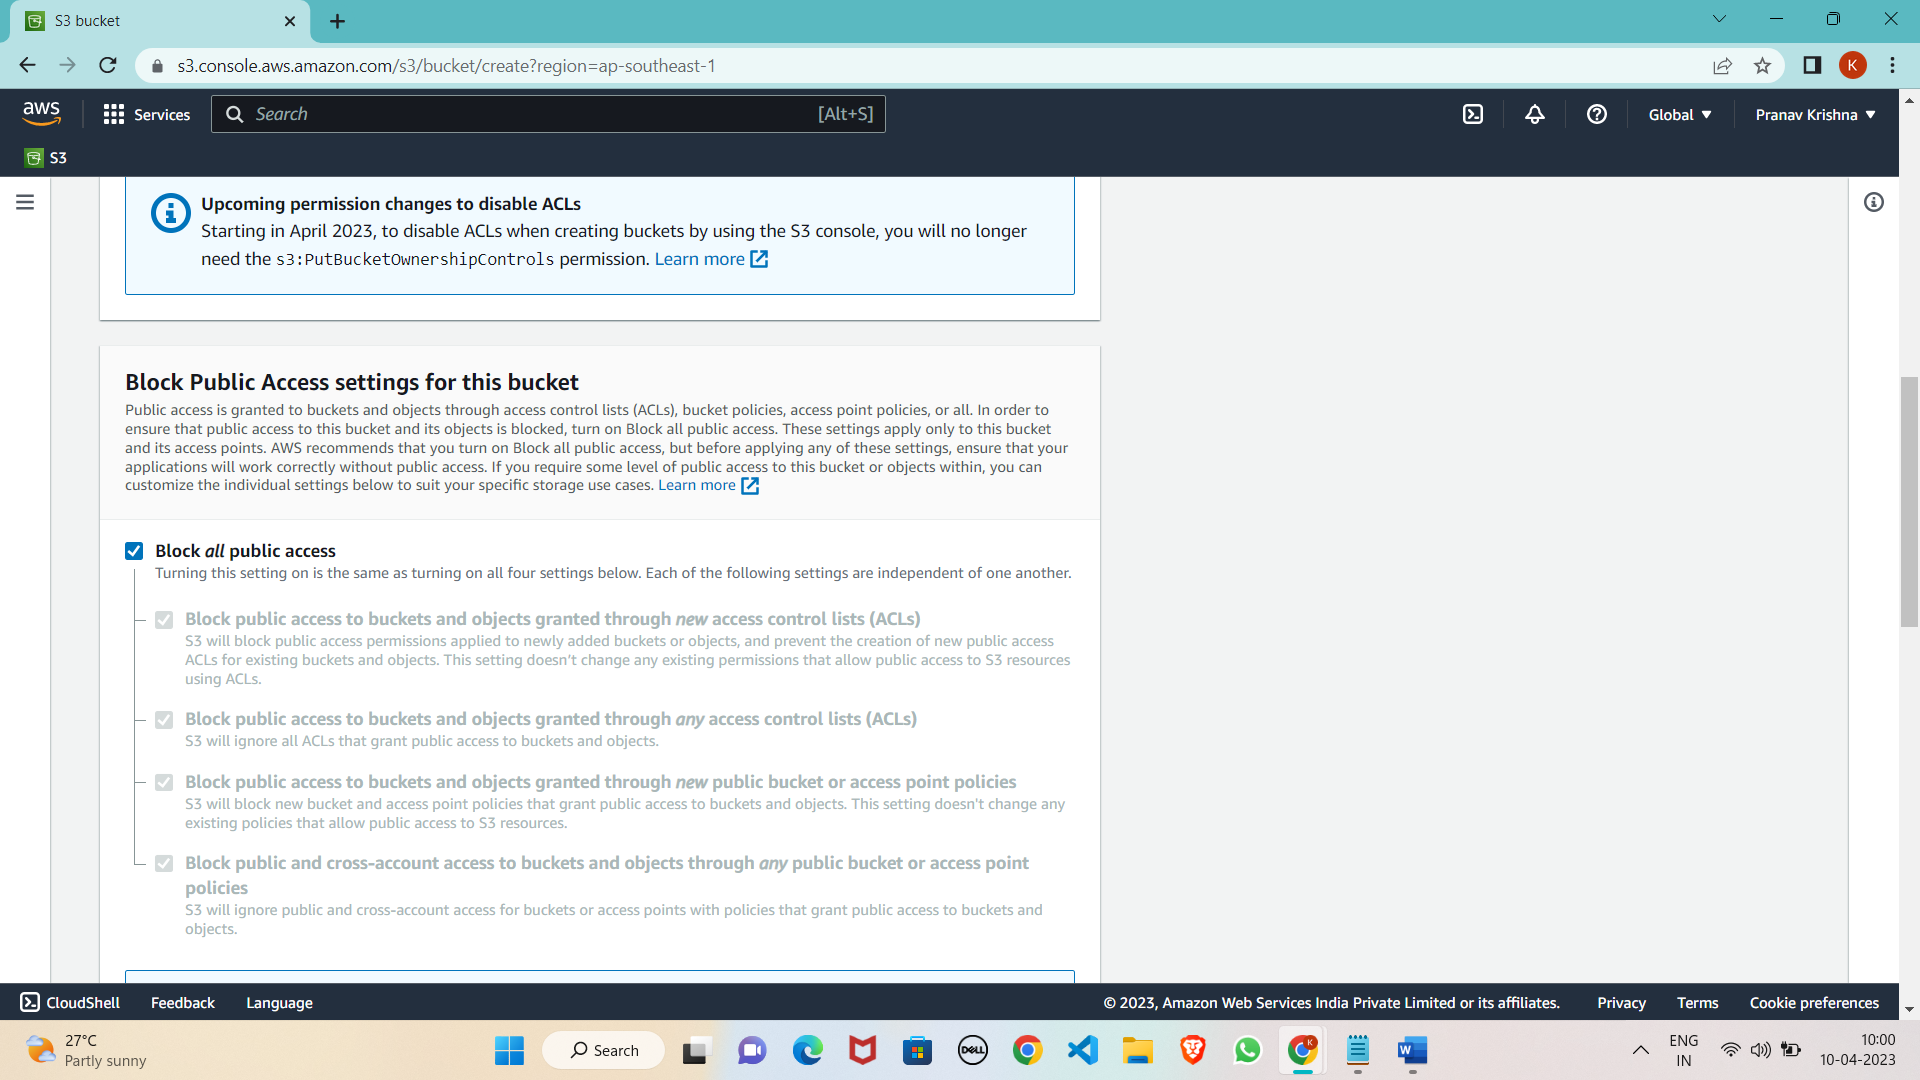 S3 bucket
s3.console.aws.amazon.com/s3/bucket/create?region=ap-southeast-1
K
aws
Services
Search
[Alt+S]
Global
Pranav Krishna
S3
Upcoming permission changes to disable ACLs
Starting in April 2023, to disable ACLs when creating buckets by using the S3 console, you will no longer
need the s3:PutBucketOwnershipControls permission. Learn more
Block Public Access settings for this bucket
Public access is granted to buckets and objects through access control lists (ACLs), bucket policies, access point policies, or all. In order to
ensure that public access to this bucket and its objects is blocked, turn on Block all public access. These settings apply only to this bucket
and its access points. AWS recommends that you turn on Block all public access, but before applying any of these settings, ensure that your
applications will work correctly without public access. If you require some level of public access to this bucket or objects within, you can
customize the individual settings below to suit your specific storage use cases. Learn more
Block all public access
Turning this setting on is the same as turning on all four settings below. Each of the following settings are independent of one another.
Block public access to buckets and objects granted through new access control lists (ACLs)
S3 will block public access permissions applied to newly added buckets or objects, and prevent the creation of new public access
ACLs for existing buckets and objects. This setting doesn't change any existing permissions that allow public access to S3 resources
using ACLs.
Block public access to buckets and objects granted through any access control lists (ACLs)
S3 will ignore all ACLs that grant public access to buckets and objects.
Block public access to buckets and objects granted through new public bucket or access point policies
S3 will block new bucket and access point policies that grant public access to buckets and objects. This setting doesn't change any
existing policies that allow public access to S3 resources.
Block public and cross-account access to buckets and objects through any public bucket or access point
policies
S3 will ignore public and cross-account access for buckets or access points with policies that grant public access to buckets and
objects.
CloudShell
Feedback
Language
© 2023, Amazon Web Services India Private Limited or its affiliates.
Privacy
Terms
Cookie preferences
27°C
Partly sunny
Search
DELL
K
W
ENG
IN
10:00
10-04-2023